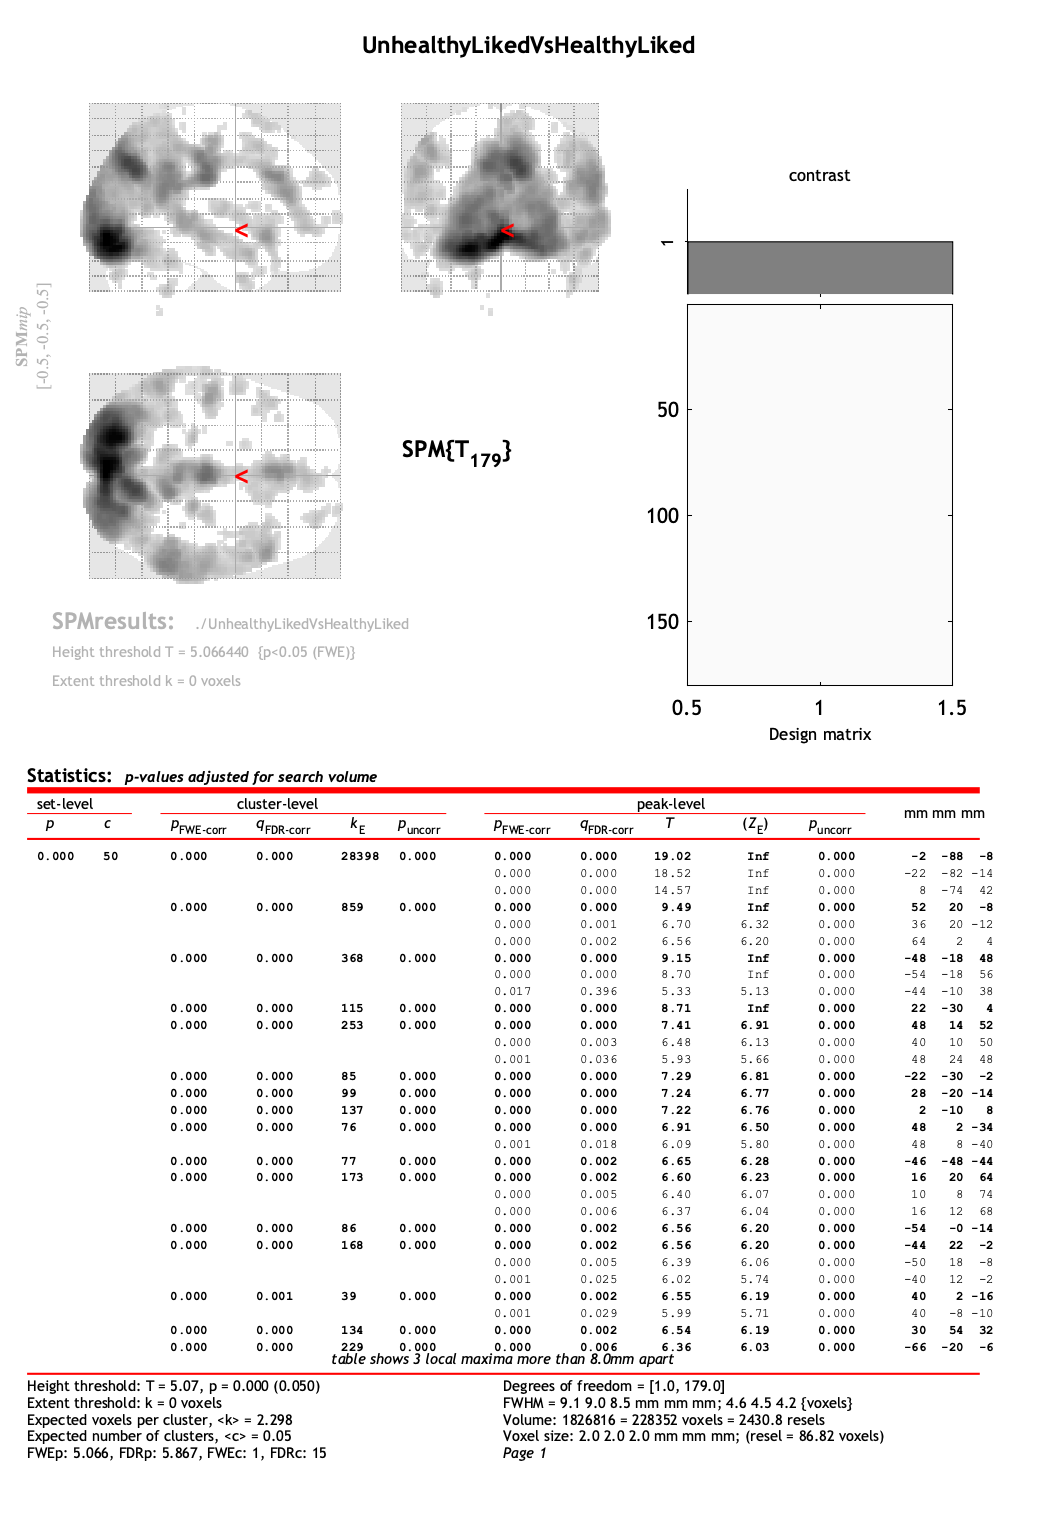 UnhealthyLikedVsHealthyLiked
contrast
1
SPMmip
[-0.5, -0.5, -0.5]
<
<
<
SPM{T179}
50
100
150
0.5 1 1.5
Design matrix
SPMresults: ./UnhealthyLikedVsHealthyLiked
Height threshold T = 5.066440 {p<0.05 (FWE)}
Extent threshold k = 0 voxels
Statistics: p-values adjusted for search volume
set-level cluster-level peak-level mm mm mm
p c pFWE-corr qFDR-corr kE puncorr pFWE-corr qFDR-corr T (ZE) puncorr
0.000 50 0.000 0.000 28398 0.000 0.000 0.000 19.02 Inf 0.000 -2 -88 -8
0.000 0.000 18.52 Inf 0.000 -22 -82 -14
0.000 0.000 14.57 Inf 0.000 8 -74 42
0.000 0.000 859 0.000 0.000 0.000 9.49 Inf 0.000 52 20 -8
0.000 0.001 6.70 6.32 0.000 36 20 -12
0.000 0.002 6.56 6.20 0.000 64 2 4
0.000 0.000 368 0.000 0.000 0.000 9.15 Inf 0.000 -48 -18 48
0.000 0.000 8.70 Inf 0.000 -54 -18 56
0.017 0.396 5.33 5.13 0.000 -44 -10 38
0.000 0.000 115 0.000 0.000 0.000 8.71 Inf 0.000 22 -30 4
0.000 0.000 253 0.000 0.000 0.000 7.41 6.91 0.000 48 14 52
0.000 0.003 6.48 6.13 0.000 40 10 50
0.001 0.036 5.93 5.66 0.000 48 24 48
0.000 0.000 85 0.000 0.000 0.000 7.29 6.81 0.000 -22 -30 -2
0.000 0.000 99 0.000 0.000 0.000 7.24 6.77 0.000 28 -20 -14
0.000 0.000 137 0.000 0.000 0.000 7.22 6.76 0.000 2 -10 8
0.000 0.000 76 0.000 0.000 0.000 6.91 6.50 0.000 48 2 -34
0.001 0.018 6.09 5.80 0.000 48 8 -40
0.000 0.000 77 0.000 0.000 0.002 6.65 6.28 0.000 -46 -48 -44
0.000 0.000 173 0.000 0.000 0.002 6.60 6.23 0.000 16 20 64
0.000 0.005 6.40 6.07 0.000 10 8 74
0.000 0.006 6.37 6.04 0.000 16 12 68
0.000 0.000 86 0.000 0.000 0.002 6.56 6.20 0.000 -54 -0 -14
0.000 0.000 168 0.000 0.000 0.002 6.56 6.20 0.000 -44 22 -2
0.000 0.005 6.39 6.06 0.000 -50 18 -8
0.001 0.025 6.02 5.74 0.000 -40 12 -2
0.000 0.001 39 0.000 0.000 0.002 6.55 6.19 0.000 40 2 -16
0.001 0.029 5.99 5.71 0.000 40 -8 -10
0.000 0.000 134 0.000 0.000 0.002 6.54 6.19 0.000 30 54 32
0.000 0.000 229 0.000 0.000 0.006 6.36 6.03 0.000 -66 -20 -6
table shows 3 local maxima more than 8.0mm apart
Height threshold: T = 5.07, p = 0.000 (0.050)
Extent threshold: k = 0 voxels
Expected voxels per cluster, <k> = 2.298
Expected number of clusters, <c> = 0.05
FWEp: 5.066, FDRp: 5.867, FWEc: 1, FDRc: 15
Degrees of freedom = [1.0, 179.0]
FWHM = 9.1 9.0 8.5 mm mm mm; 4.6 4.5 4.2 {voxels}
Volume: 1826816 = 228352 voxels = 2430.8 resels
Voxel size: 2.0 2.0 2.0 mm mm mm; (resel = 86.82 voxels)
Page 1